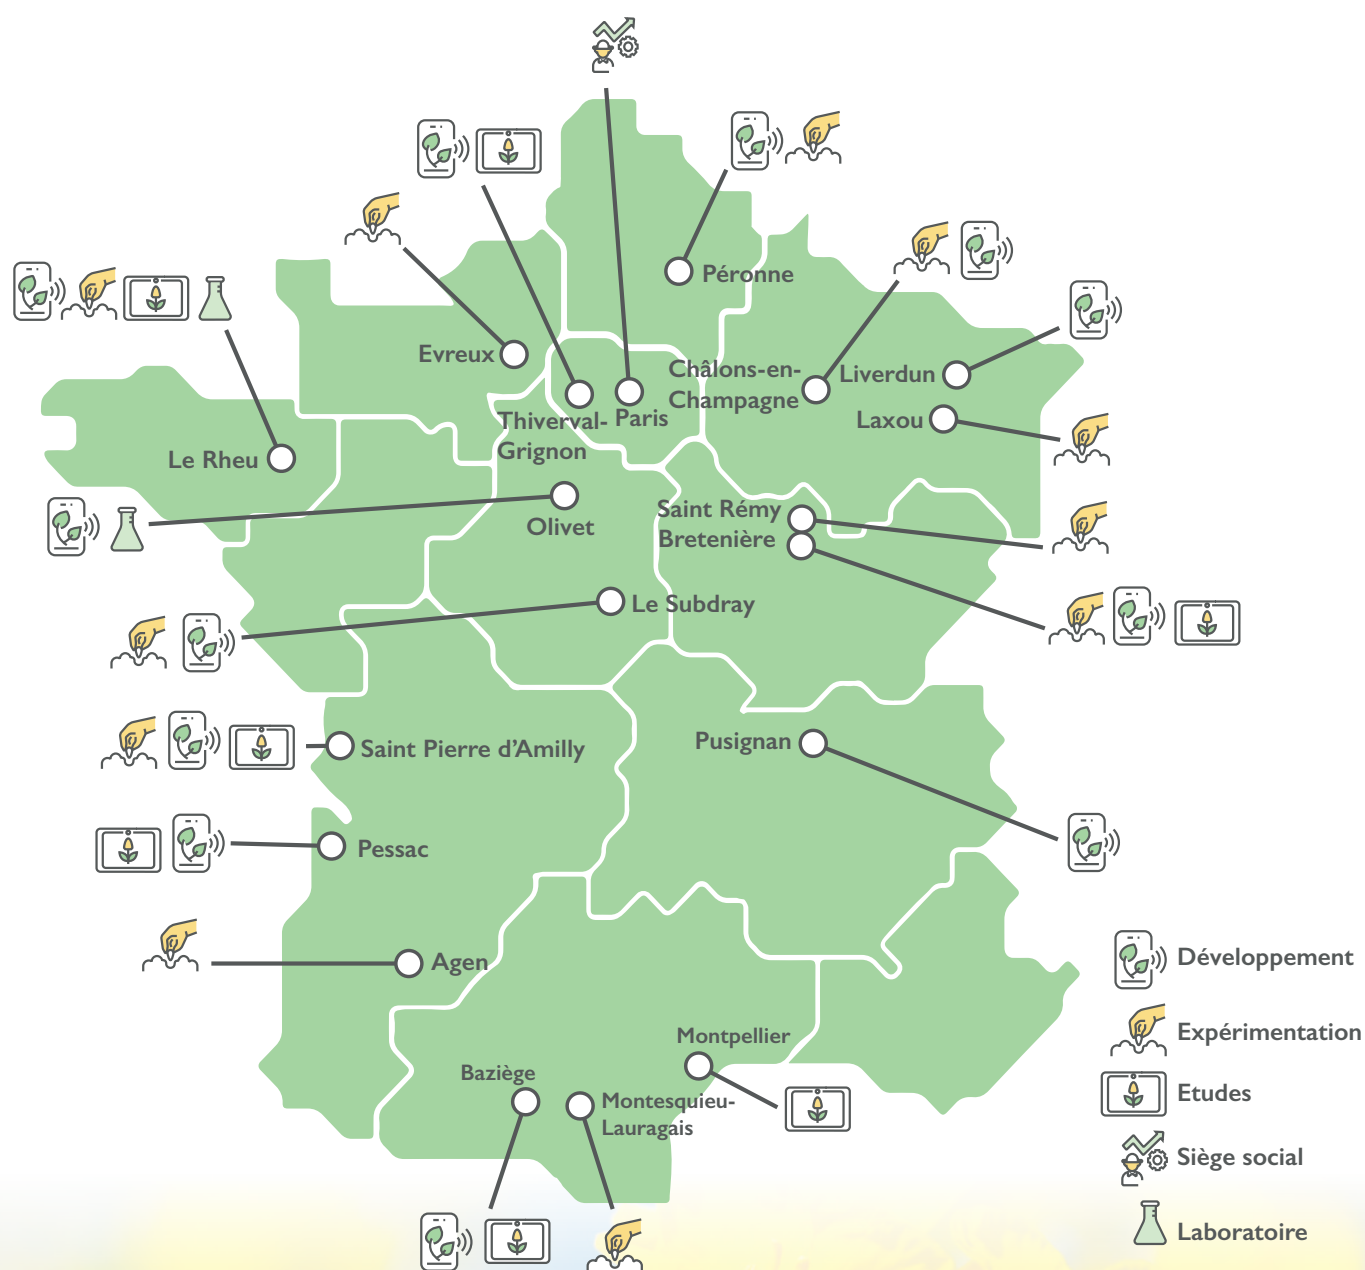 Péronne
Evreux
Châlons-en-
Champagne
Liverdun
Laxou
Thiverval-
Grignon
Paris
Le Rheu
Olivet
Saint Rémy
Bretenière
Le Subdray
Saint Pierre d'Amilly
Pusignan
Pessac
Agen
Montpellier
Baziège
Montesquieu-
Lauragais
Développement
Expérimentation
Etudes
Siège social
Laboratoire